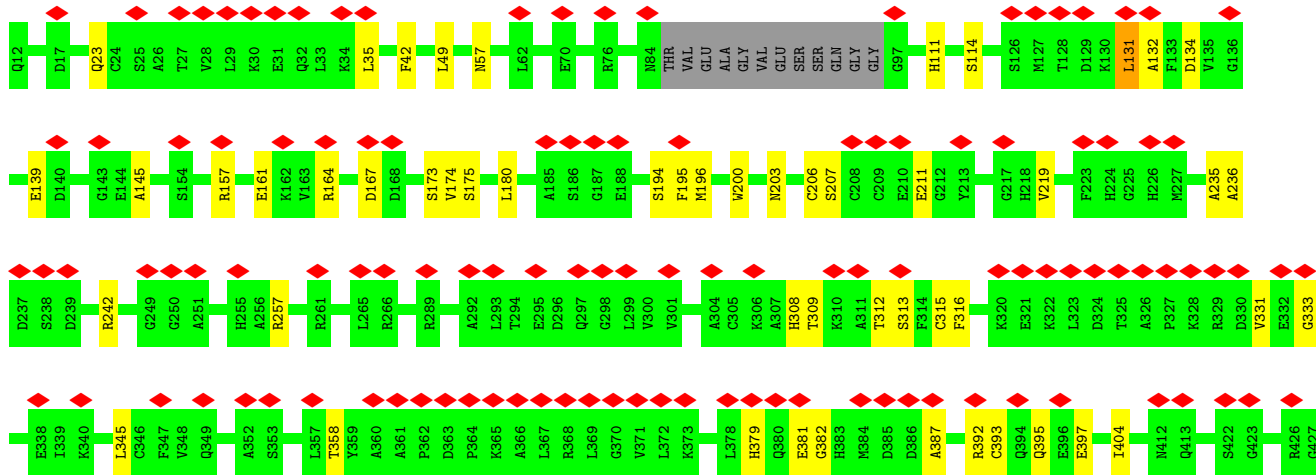 Q12 D17 Q23 C24 S25 A26 T27 V28 L29 K30 E31 Q32 L33 K34 L35 F42 L49 N57 L62 E70 R76 N84 THR VAL GLU ALA GLY VAL GLU SER SER GLN GLY GLY G97 H111 S114 S126 M127 T128 D129 K130 L131 A132 F133 D134 V135 G136
E139 D140 G143 E144 A145 S154 R157 E161 K162 V163 R164 D167 D168 S173 V174 S175 L180 A185 S186 G187 E188 S194 F195 M196 W200 N203 C206 S207 C208 C209 E210 E211 G212 Y213 G217 H218 V219 F223 H224 G225 H226 M227 A235 A236
D237 S238 D239 R242 G249 G250 A251 H255 A256 R257 R261 L265 R266 R289 A292 L293 T294 E295 D296 Q297 G298 L299 V300 V301 A304 C305 K306 A307 H308 T309 K310 A311 T312 S313 F314 C315 F316 K320 E321 K322 L323 D324 T325 A326 P327 K328 R329 D330 V331 E332 G333
E338 I339 K340 L345 C346 F347 V348 Q349 A352 S353 L357 T358 Y359 A360 A361 P362 D363 P364 K365 A366 L367 R368 L369 G370 V371 L372 K373 L378 H379 Q380 E381 G382 H383 M384 D385 D386 A387 R392 C393 Q394 Q395 E396 E397 I404 N412 Q413 S422 G423 R426 G427